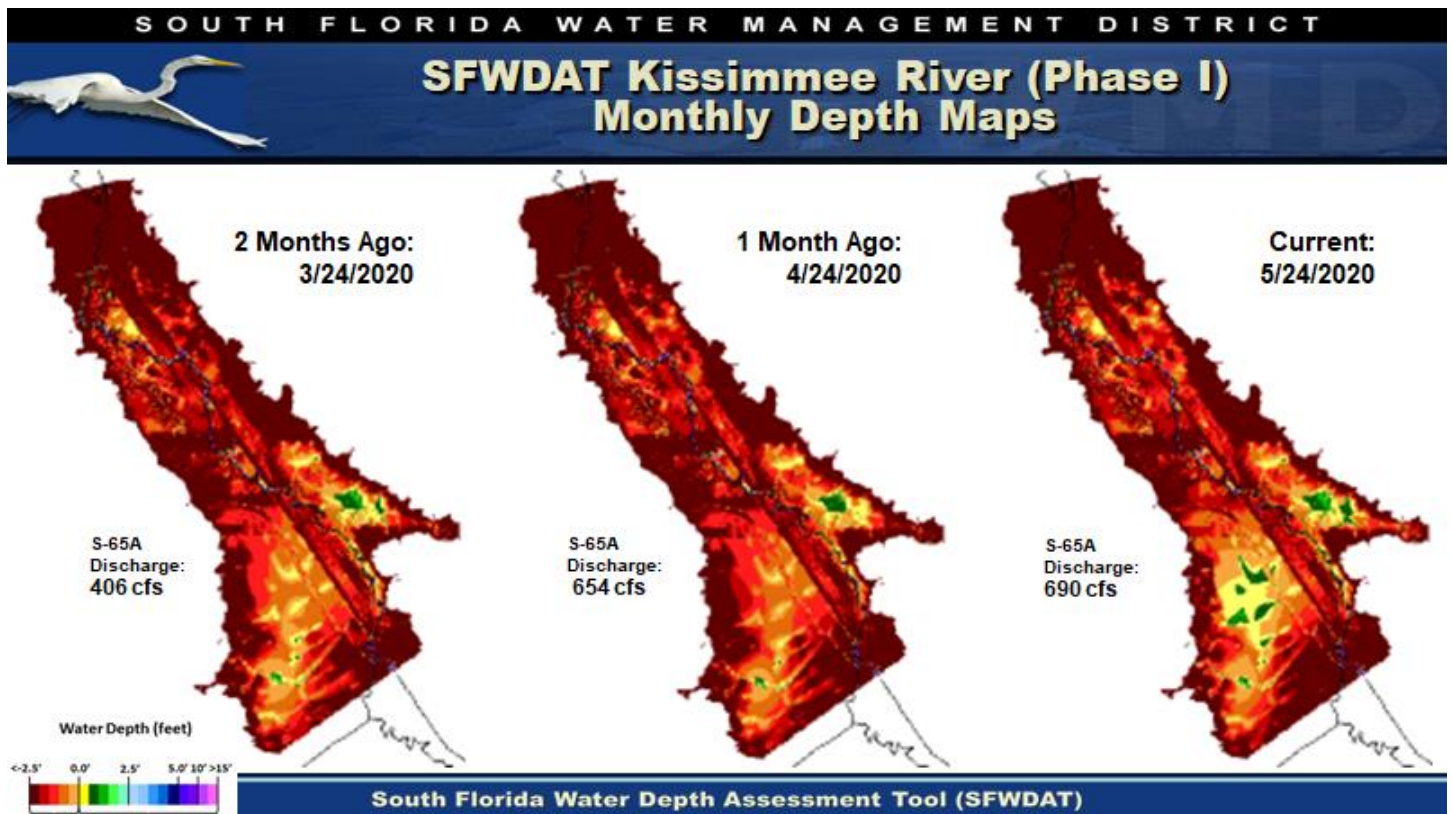 SOUTH FLORIDA WATER MANAGEMENT DISTRICT
SFWDAT Kissimmee River (Phase I)
Monthly Depth Maps
2 Months Ago:
3/24/2020
1 Month Ago:
4/24/2020
Current:
5/24/2020
S-65A
Discharge:
406 cfs
S-65A
Discharge:
654 cfs
S-65A
Discharge:
690 cfs
Water Depth (feet)
<-2.5' 0.0' 2.5' 5.0' 10' >15'
South Florida Water Depth Assessment Tool (SFWDAT)